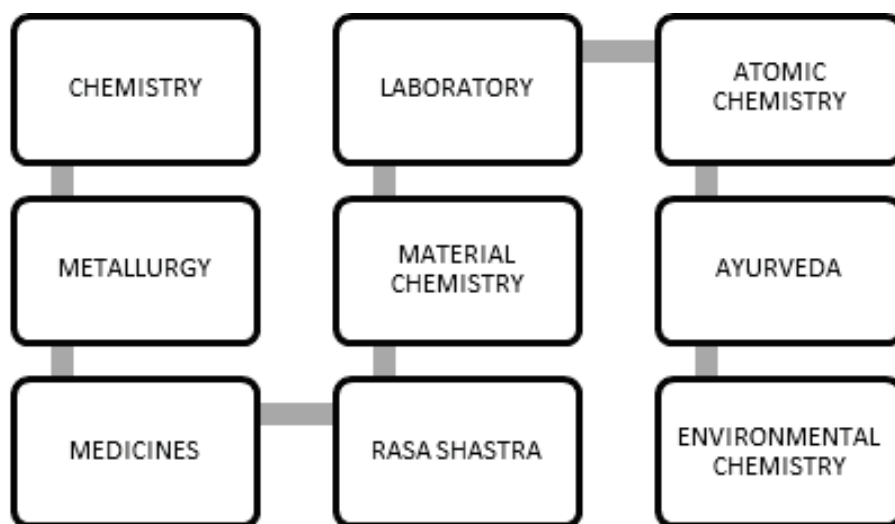 CHEMISTRY
METALLURGY
MEDICINES
RASA SHASTRA
MATERIAL
CHEMISTRY
LABORATORY
ATOMIC
CHEMISTRY
AYURVEDA
ENVIRONMENTAL
CHEMISTRY